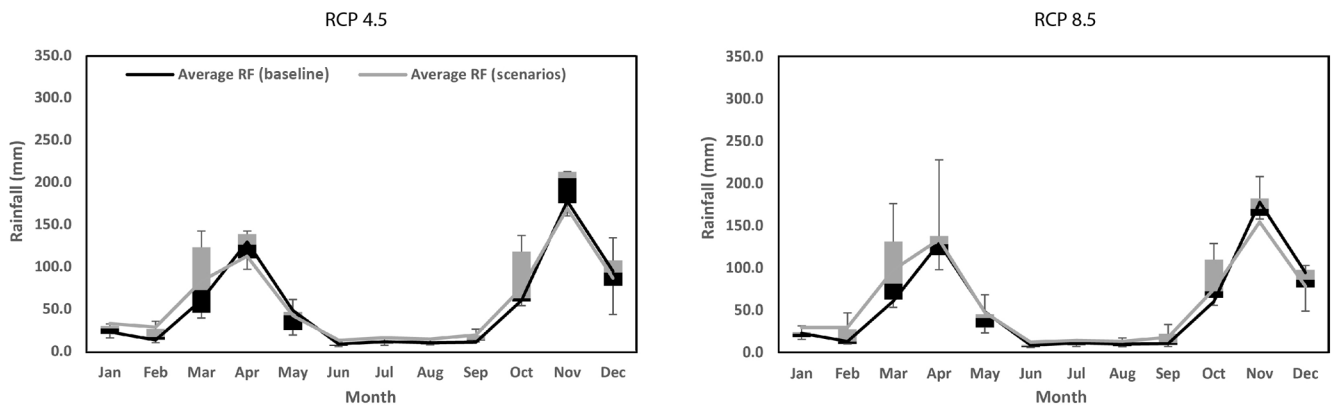 RCP 4.5
350.0
300.0
250.0
200.0
150.0
100.0
50.0
0.0
Rainfall (mm)
Average RF (baseline) Average RF (scenarios)
Jan Feb Mar Apr May Jun Jul Aug Sep Oct Nov Dec
Month
RCP 8.5
350.0
300.0
250.0
200.0
150.0
100.0
50.0
0.0
Rainfall (mm)
Jan Feb Mar Apr May Jun Jul Aug Sep Oct Nov Dec
Month